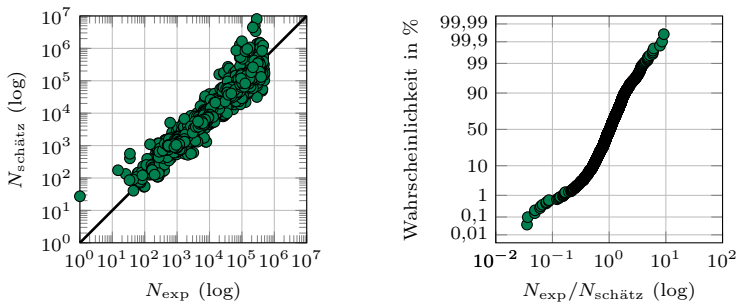 10^7
10^6
10^5
10^4
10^3
10^2
10^1
10^0
N_schätz (log)
10^0 10^1 10^2 10^3 10^4 10^5 10^6 10^7
N_exp (log)
99,99
99,9
99
90
50
10
1
0,1
0,01
Wahrscheinlichkeit in %
10^-2 10^-1 10^0 10^1 10^2
N_exp/N_schätz (log)